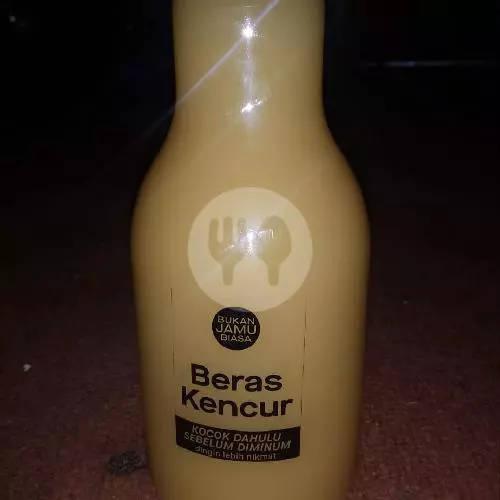 BUKAN
JAMU
BIASA
Beras
Kencur
KOCOK DAHULU
SEBELUM DIMINUM
dingin lebih nikmat